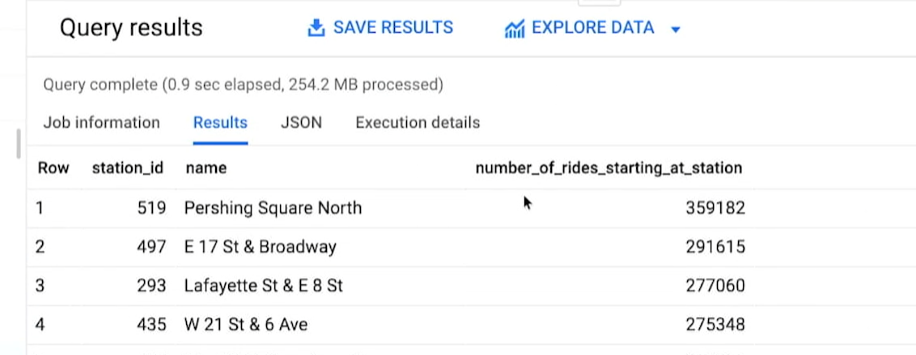 Query results SAVE RESULTS EXPLORE DATA
Query complete (0.9 sec elapsed, 254.2 MB processed)
Job information Results JSON Execution details
Row station_id name number_of_rides_starting_at_station
1 519 Pershing Square North 359182
2 497 E 17 St & Broadway 291615
3 293 Lafayette St & E 8 St 277060
4 435 W 21 St & 6 Ave 275348